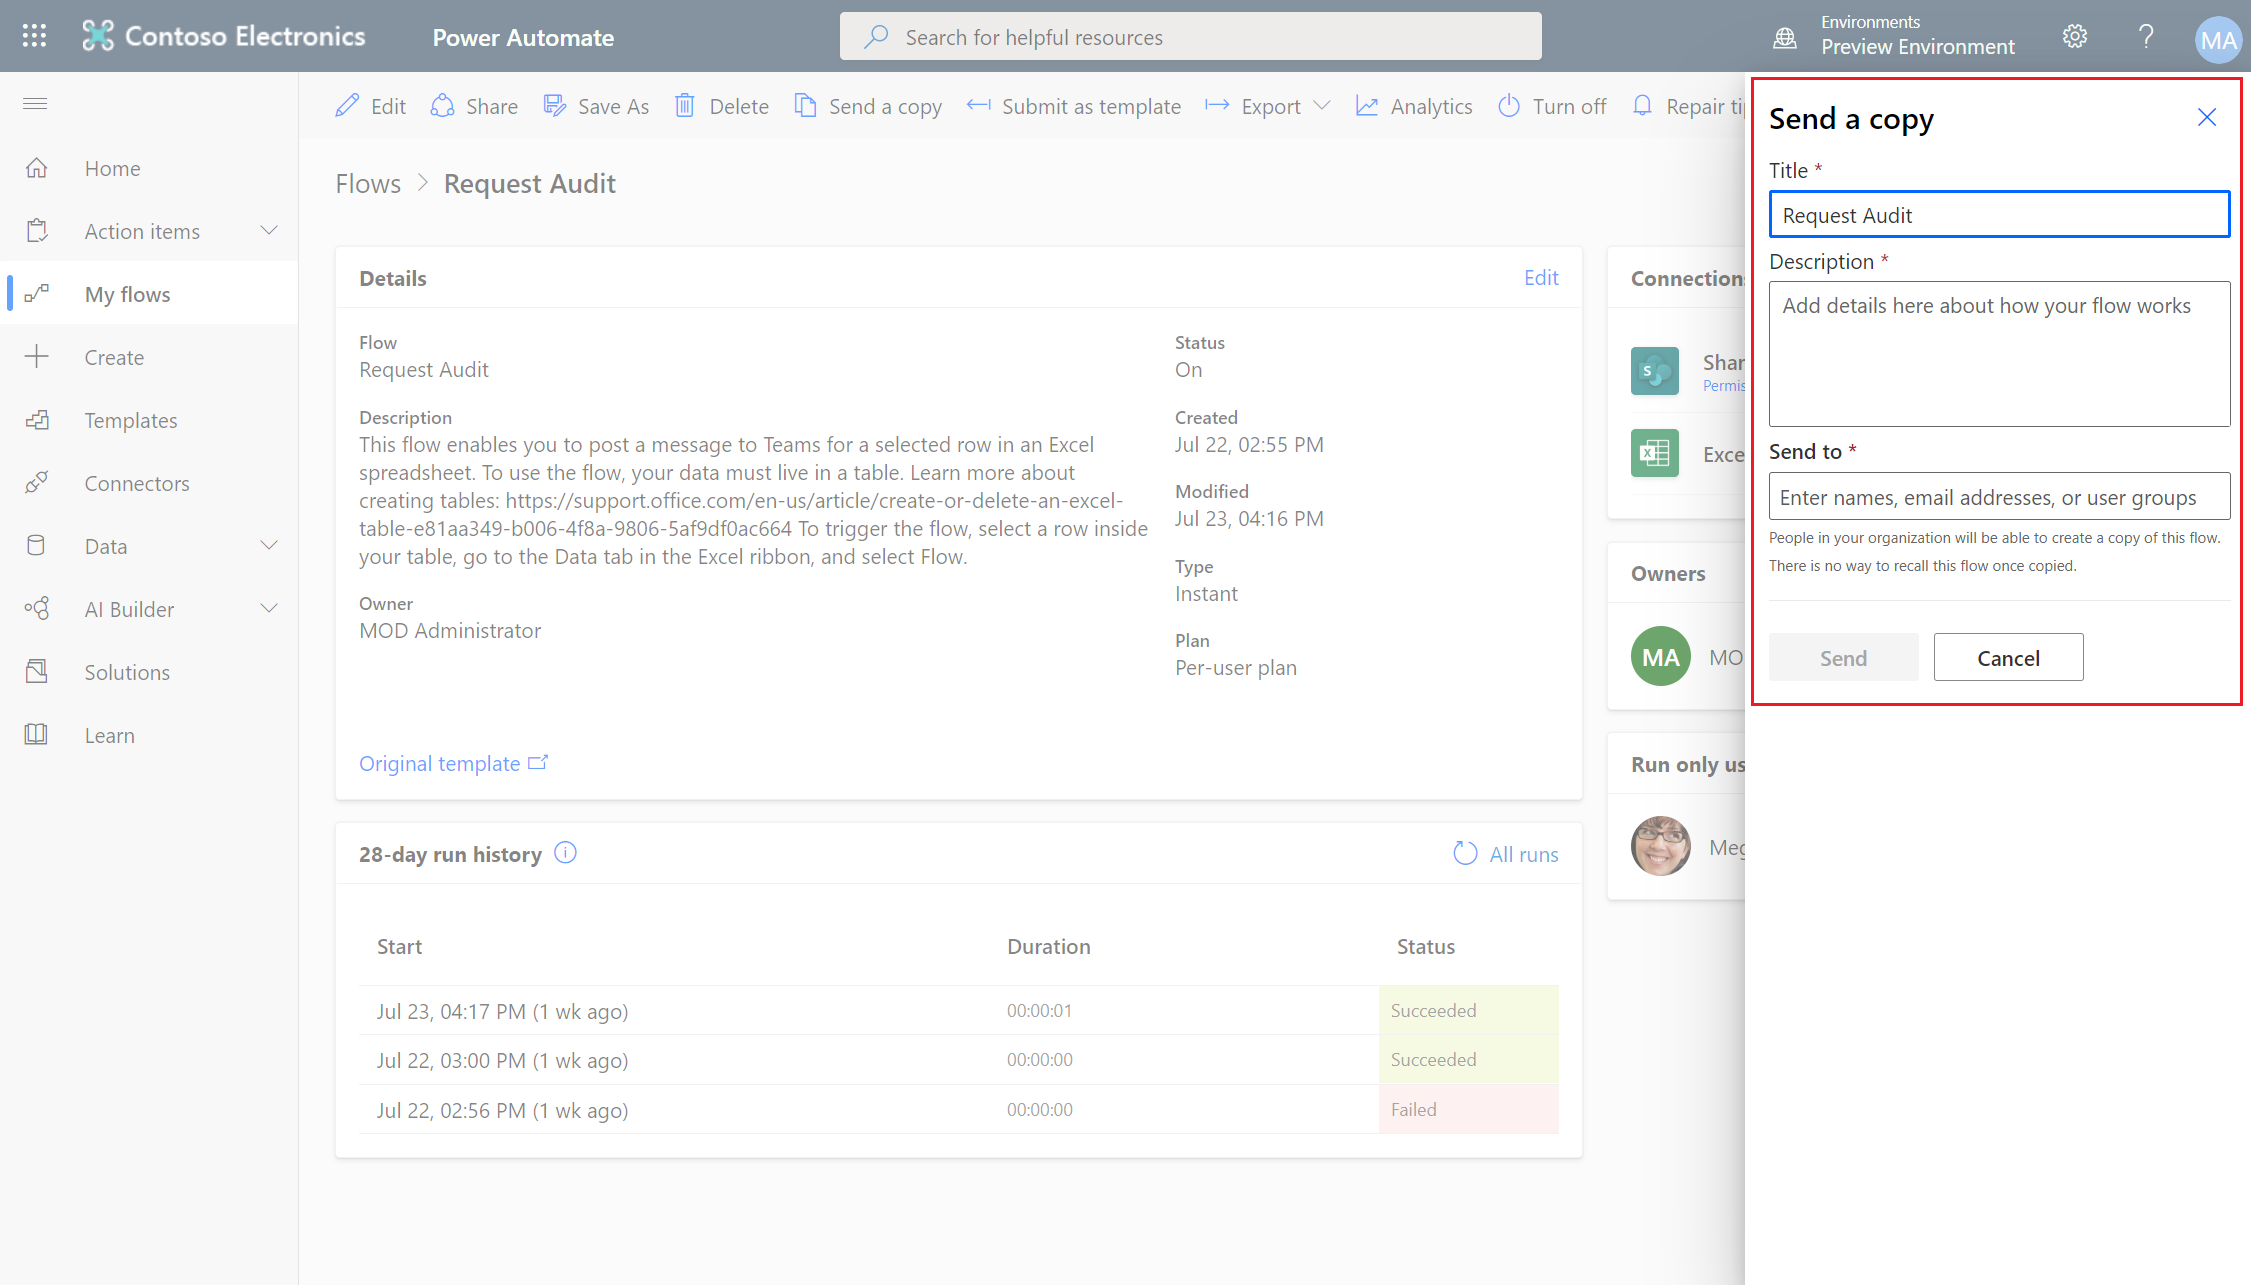 Contoso Electronics
Power Automate
Search for helpful resources
Environments
Preview Environment
MA
Home
Action items
My flows
Create
Templates
Connectors
Data
AI Builder
Solutions
Learn
Edit
Share
Save As
Delete
Send a copy
Submit as template
Export
Analytics
Turn off
Repair ti
Flows > Request Audit
Details
Edit
Flow
Request Audit
Description
This flow enables you to post a message to Teams for a selected row in an Excel
spreadsheet. To use the flow, your data must live in a table. Learn more about
creating tables: https://support.office.com/en-us/article/create-or-delete-an-excel-
table-e81aa349-b006-4f8a-9806-5af9df0ac664 To trigger the flow, select a row inside
your table, go to the Data tab in the Excel ribbon, and select Flow.
Owner
MOD Administrator
Status
On
Created
Jul 22, 02:55 PM
Modified
Jul 23, 04:16 PM
Type
Instant
Plan
Per-user plan
Original template
28-day run history
All runs
Start Duration Status
Jul 23, 04:17 PM (1 wk ago) 00:00:01 Succeeded
Jul 22, 03:00 PM (1 wk ago) 00:00:00 Succeeded
Jul 22, 02:56 PM (1 wk ago) 00:00:00 Failed
Connection
S
Shar
Permis
X
Exce
Owners
MA
MO
Run only us
Meg
Send a copy
Title *
Request Audit
Description *
Add details here about how your flow works
Send to *
Enter names, email addresses, or user groups
People in your organization will be able to create a copy of this flow.
There is no way to recall this flow once copied.
Send
Cancel